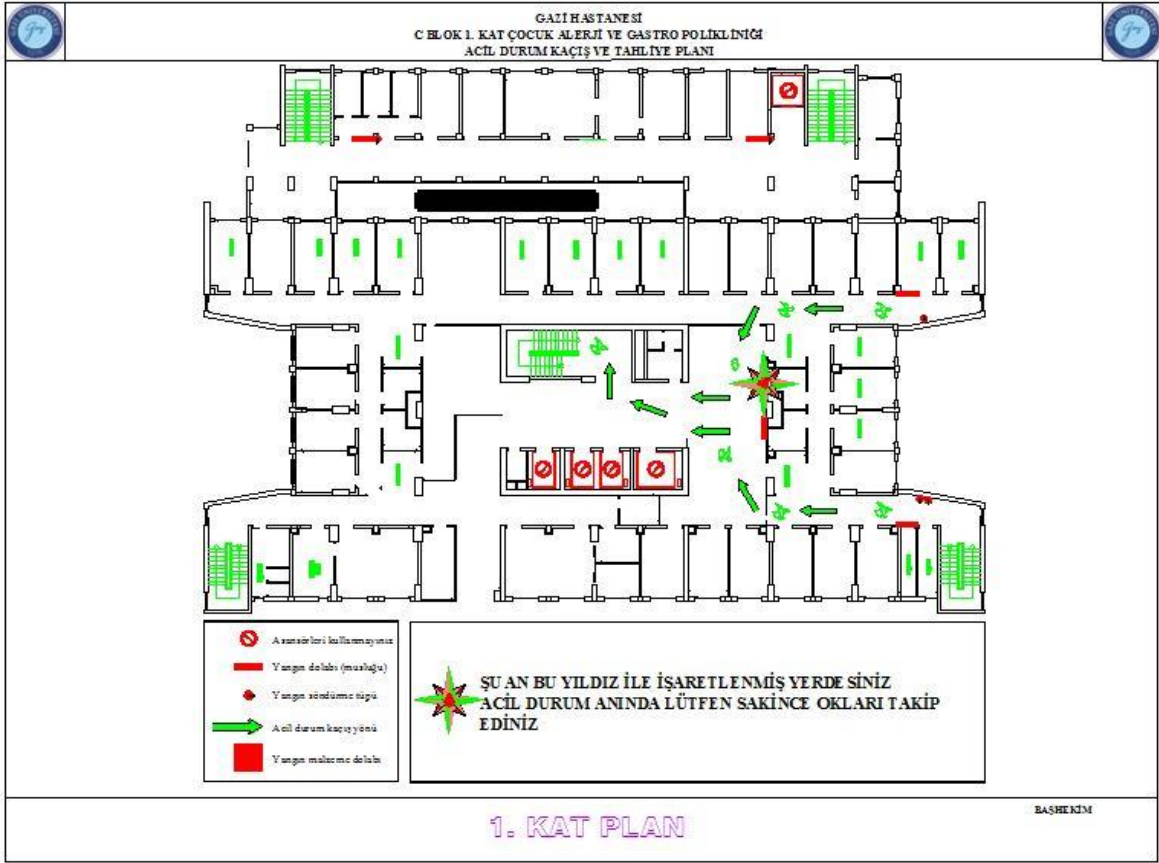 GAZİ HASTANESİ
C BLOK 1. KAT ÇOCUK ALERJİ VE GASTRO POLİKLİNİĞİ
ACİL DURUM KAÇIŞ VE TAHLİYE PLANI
Asansörleri kullanmayınız
Yangın dolabı (musluğu)
Yangın söndürme tüpü
Acil durum kaçış yönü
Yangın malzeme dolabı
ŞU AN BU YILDIZ İLE İŞARETLENMİŞ YERDESİNİZ
ACİL DURUM ANINDA LÜTFEN SAKİNCE OKLARI TAKİP
EDİNİZ
BAŞHEKİM
1. KAT PLAN